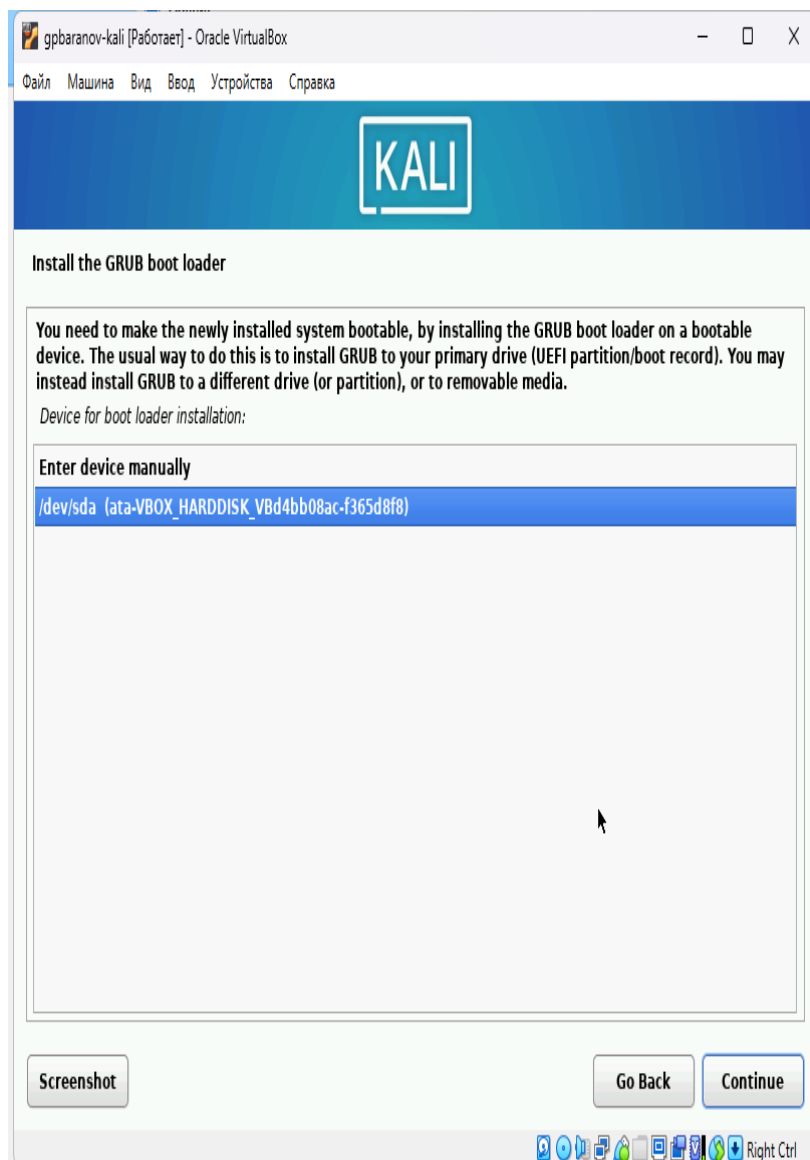 gpbaranov-kali [Работает] - Oracle VirtualBox
Файл Машина Вид Ввод Устройства Справка
KALI
Install the GRUB boot loader
You need to make the newly installed system bootable, by installing the GRUB boot loader on a bootable
device. The usual way to do this is to install GRUB to your primary drive (UEFI partition/boot record). You may
instead install GRUB to a different drive (or partition), or to removable media.
Device for boot loader installation:
Enter device manually
/dev/sda (ata-VBOX_HARDDISK_VBd4bb08ac-f365d8f8)
Screenshot Go Back Continue
Right Ctrl